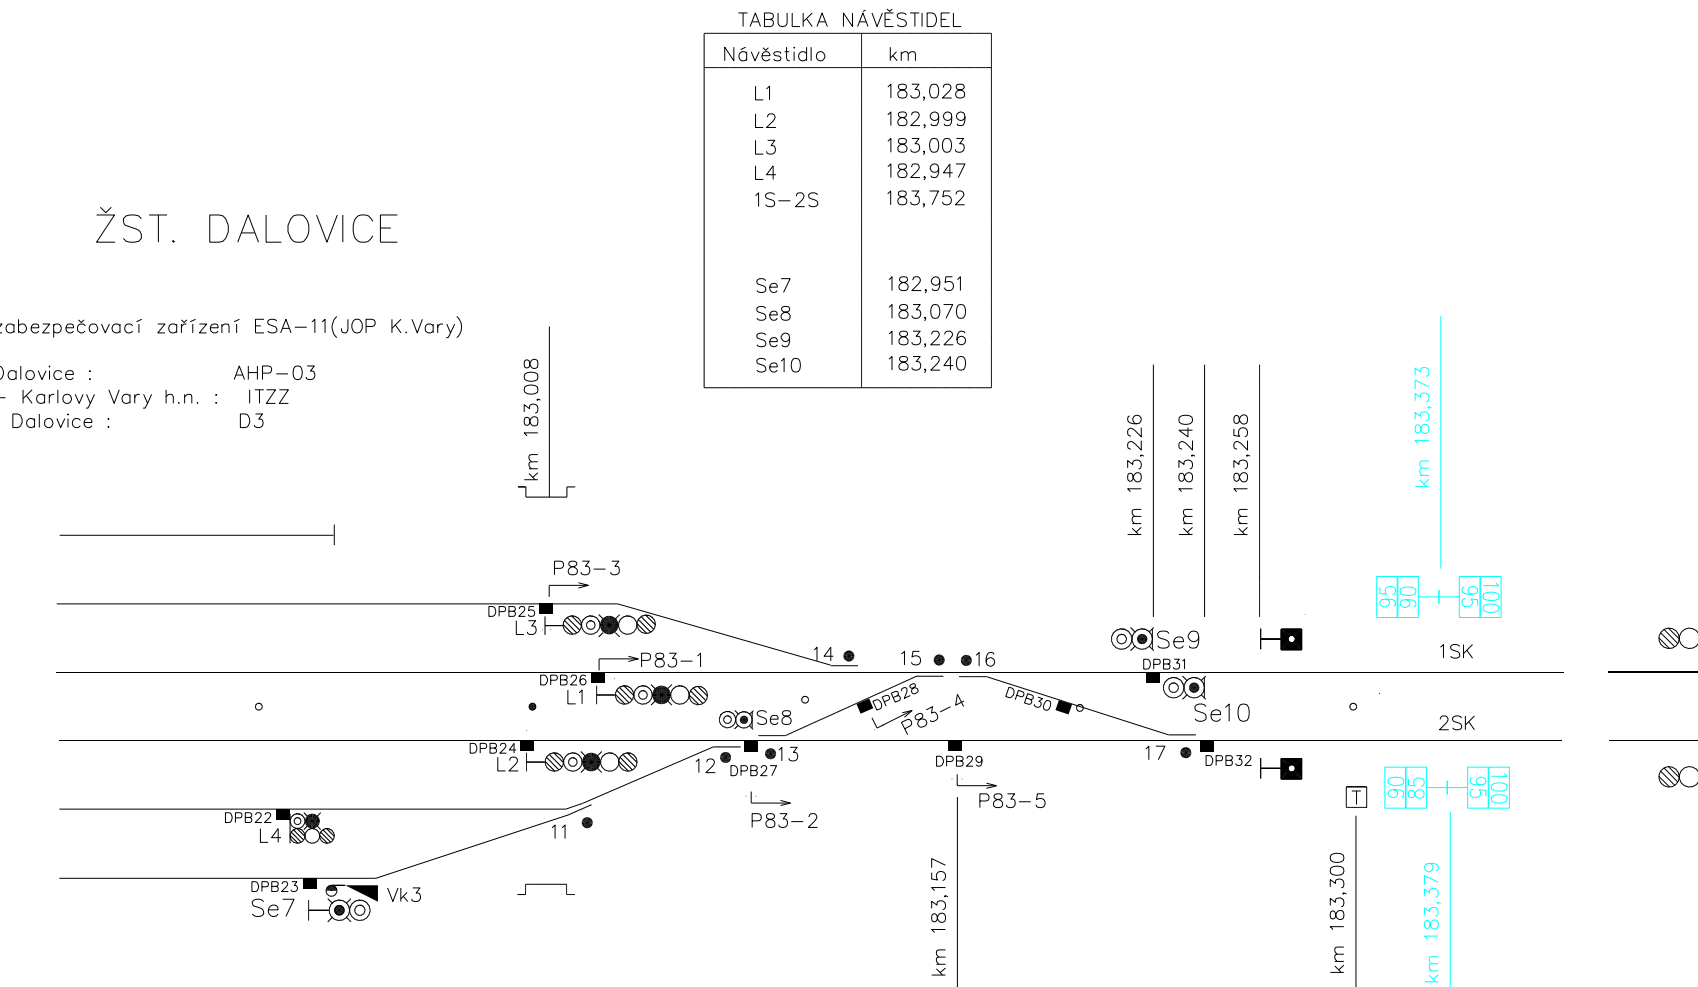 TABULKA NÁVĚSTIDEL
Návěstidlo km
L1 183,028
L2 182,999
L3 183,003
L4 182,947
1S-2S 183,752
Se7 182,951
Se8 183,070
Se9 183,226
Se10 183,240
ŽST. DALOVICE
zabezpečovací zařízení ESA-11(JOP K.Vary)
Dalovice : AHP-03
- Karlovy Vary h.n. : ITZZ
Dalovice : D3
km 183,008
km 183,226
km 183,240
km 183,258
km 183,373
P83-3
DPB25
L3
90
95
95
100
14
15
16
Se9
1SK
P83-1
DPB26
L1
DPB31
DPB28
DPB30
Se8
P83-4
Se10
2SK
DPB24
L2
12
DPB27
13
DPB29
17
DPB32
P83-5
P83-2
T
90
85
95
100
DPB22
L4
11
DPB23
Vk3
Se7
km 183,157
km 183,300
km 183,379